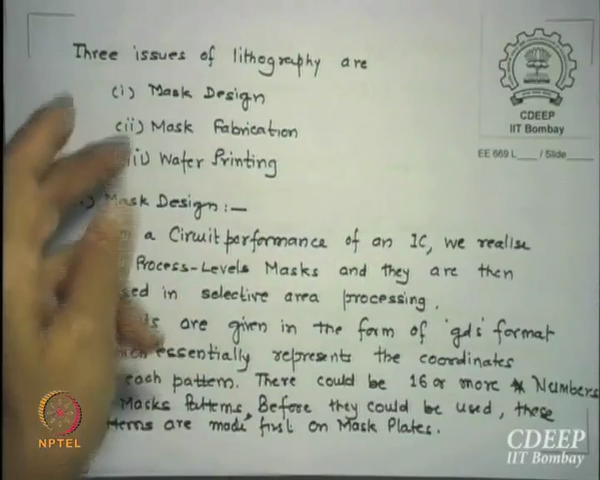 Three issues of lithography are
(i) Mask Design
(ii) Mask Fabrication
Wafer Printing
Mask Design:—
a Circuit performance of an IC, we realise
Process-Levels Masks and they are then
in selective area processing.
are given in the form of 'gds' format
essentially represents the coordinates
each pattern. There could be 16 or more Numbers
Masks Patterns. Before they could be used, these
are made first on Mask Plates.
CDEEP
IIT Bombay
EE 669 L___ / Slide___
NPTEL
CDEEP
IIT Bombay